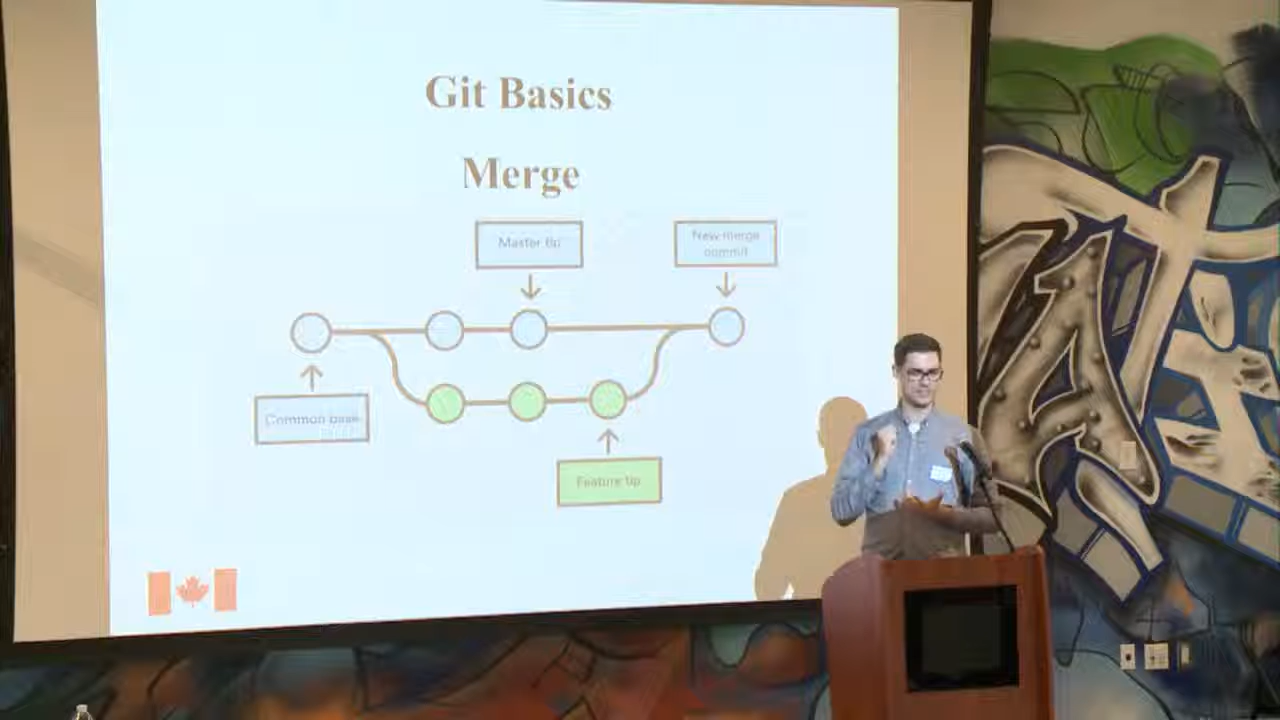 Git Basics
Merge
Master tip
New merge
commit
Common base
Feature tip